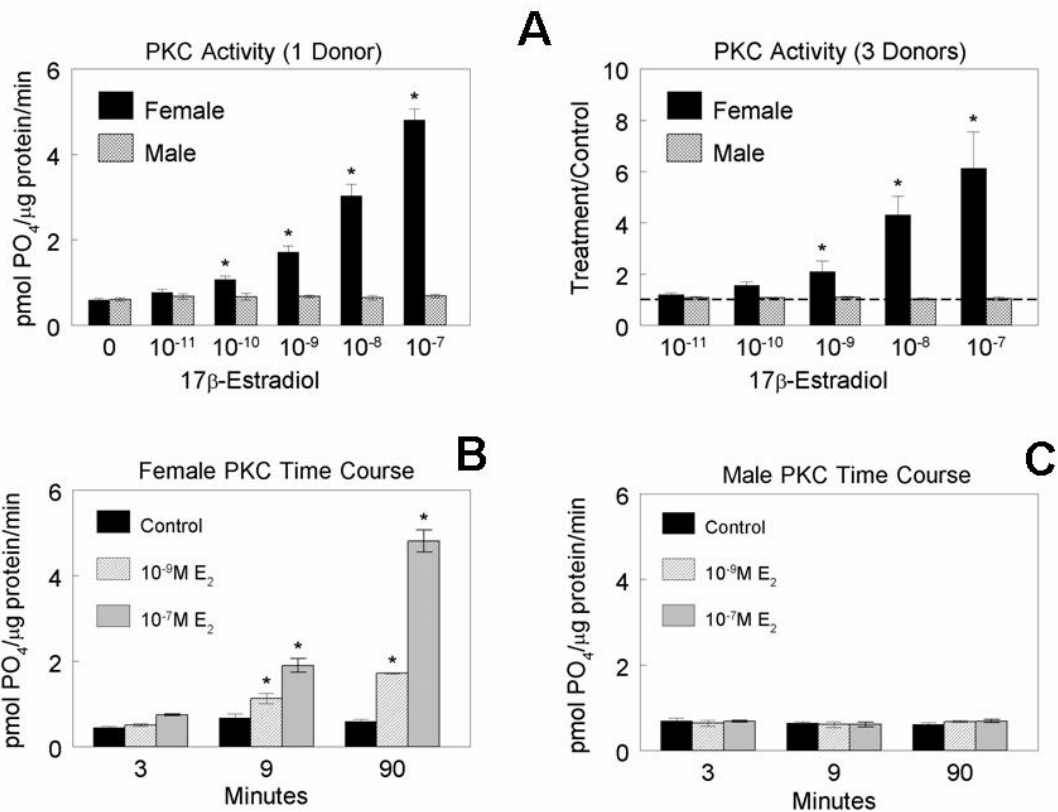 A
PKC Activity (1 Donor)
6
4
2
0
pmol PO₄/μg protein/min
Female
Male
*
*
*
*
0 10⁻¹¹ 10⁻¹⁰ 10⁻⁹ 10⁻⁸ 10⁻⁷
17β-Estradiol
PKC Activity (3 Donors)
10
8
6
4
2
0
Treatment/Control
Female
Male
*
*
*
10⁻¹¹ 10⁻¹⁰ 10⁻⁹ 10⁻⁸ 10⁻⁷
17β-Estradiol
B
Female PKC Time Course
6
4
2
0
pmol PO₄/μg protein/min
Control
10⁻⁹M E₂
10⁻⁷M E₂
*
*
*
*
3 9 90
Minutes
C
Male PKC Time Course
6
4
2
0
pmol PO₄/μg protein/min
Control
10⁻⁹M E₂
10⁻⁷M E₂
3 9 90
Minutes